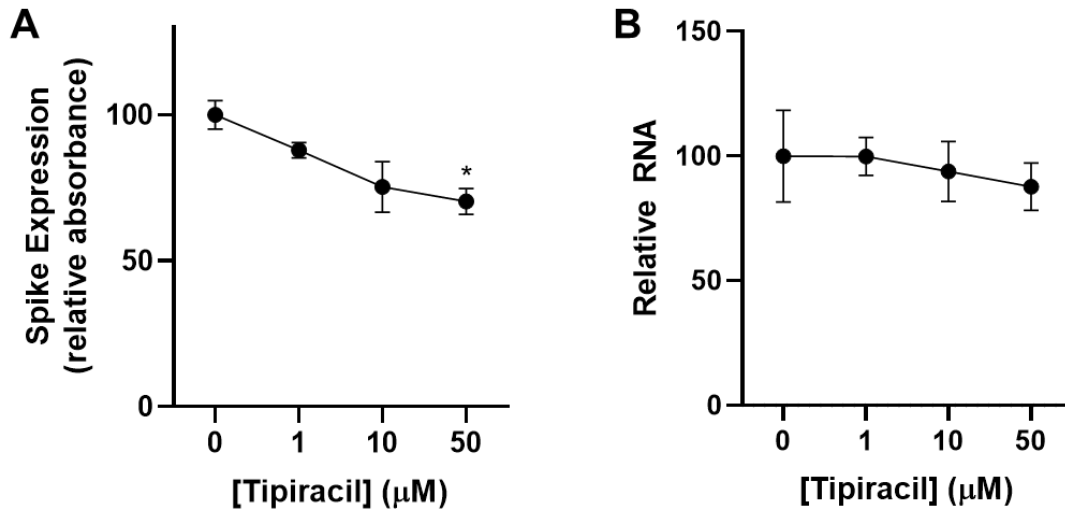 A
Spike Expression
(relative absorbance)
100
50
0
*
0 1 10 50
[Tipiracil] (μM)
B
Relative RNA
150
100
50
0
0 1 10 50
[Tipiracil] (μM)